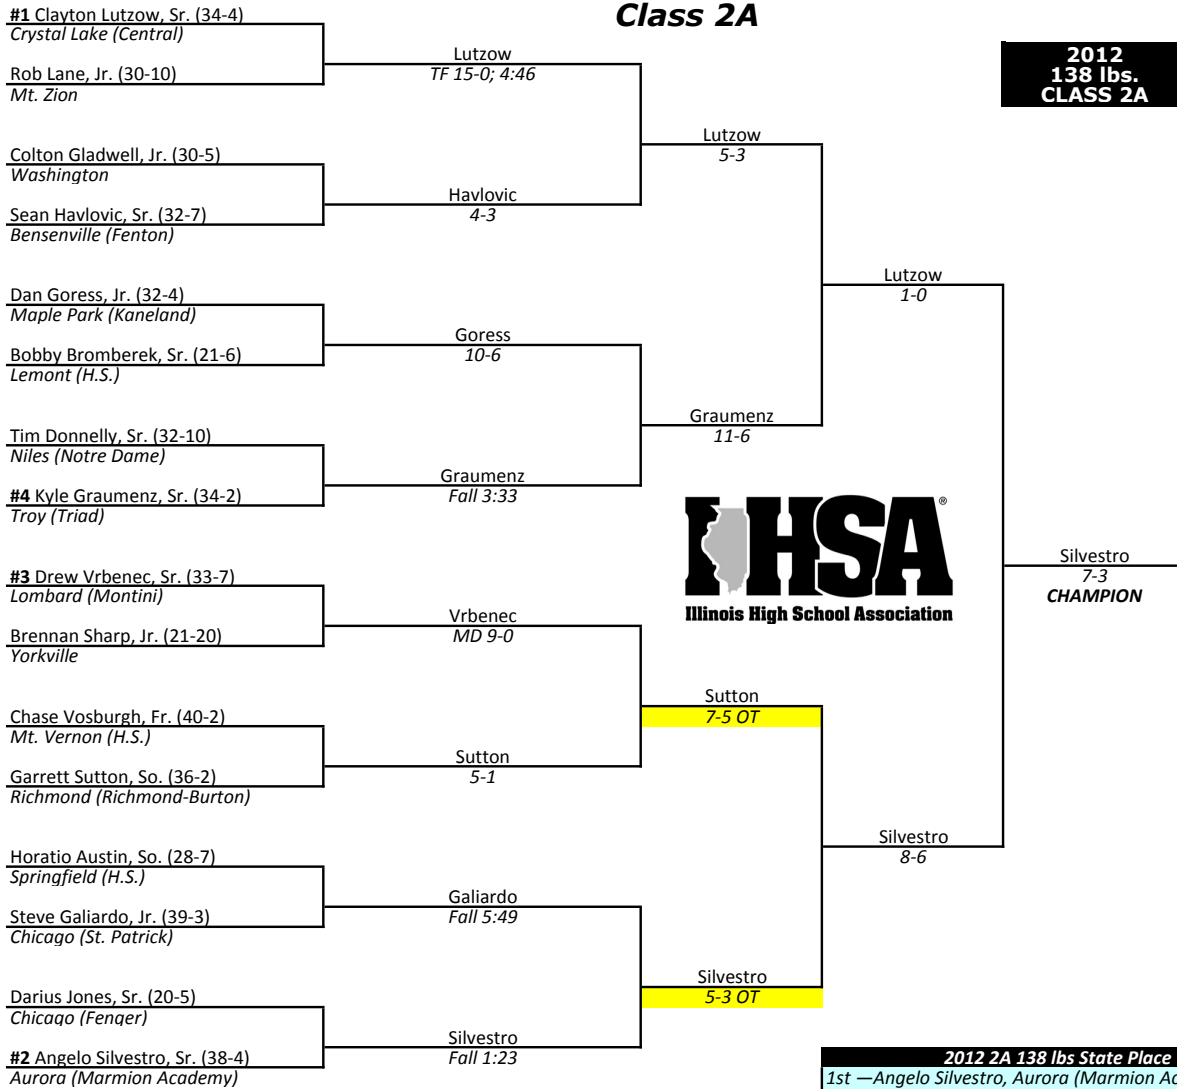 Class 2A
2012
138 lbs.
CLASS 2A
#1 Clayton Lutzow, Sr. (34-4)
Crystal Lake (Central)
Rob Lane, Jr. (30-10)
Mt. Zion
Colton Gladwell, Jr. (30-5)
Washington
Sean Havlovic, Sr. (32-7)
Bensenville (Fenton)
Dan Goress, Jr. (32-4)
Maple Park (Kaneland)
Bobby Bromberek, Sr. (21-6)
Lemont (H.S.)
Tim Donnelly, Sr. (32-10)
Niles (Notre Dame)
#4 Kyle Graumenz, Sr. (34-2)
Troy (Triad)
#3 Drew Vrbenec, Sr. (33-7)
Lombard (Montini)
Brennan Sharp, Jr. (21-20)
Yorkville
Chase Vosburgh, Fr. (40-2)
Mt. Vernon (H.S.)
Garrett Sutton, So. (36-2)
Richmond (Richmond-Burton)
Horatio Austin, So. (28-7)
Springfield (H.S.)
Steve Galiardo, Jr. (39-3)
Chicago (St. Patrick)
Darius Jones, Sr. (20-5)
Chicago (Fenger)
#2 Angelo Silvestro, Sr. (38-4)
Aurora (Marmion Academy)
Lutzow
TF 15-0; 4:46
Havlovic
4-3
Goress
10-6
Graumenz
Fall 3:33
Vrbenec
MD 9-0
Sutton
5-1
Galiardo
Fall 5:49
Silvestro
Fall 1:23
Lutzow
5-3
Graumenz
11-6
Sutton
7-5 OT
Silvestro
5-3 OT
Lutzow
1-0
Silvestro
8-6
Silvestro
7-3
CHAMPION
IHSA®
Illinois High School Association
2012 2A 138 lbs State Place
1st —Angelo Silvestro, Aurora (Marmion Ac